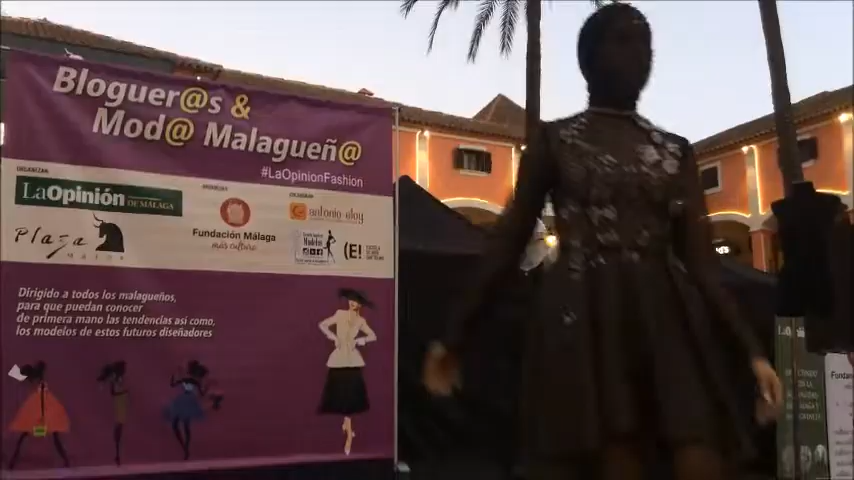 Bloguer@s &
Mod@ Malagueñ@
#LaOpinionFashion
LaOpinión
DE MÁLAGA
Plaza
MAYOR
Fundación MÁLAGA
más cultura
antonio eloy
Modelos
(E!)
Dirigido a todos los malagueños,
para que puedan conocer
de primera mano las tendencias así como,
los modelos de estos futuros diseñadores